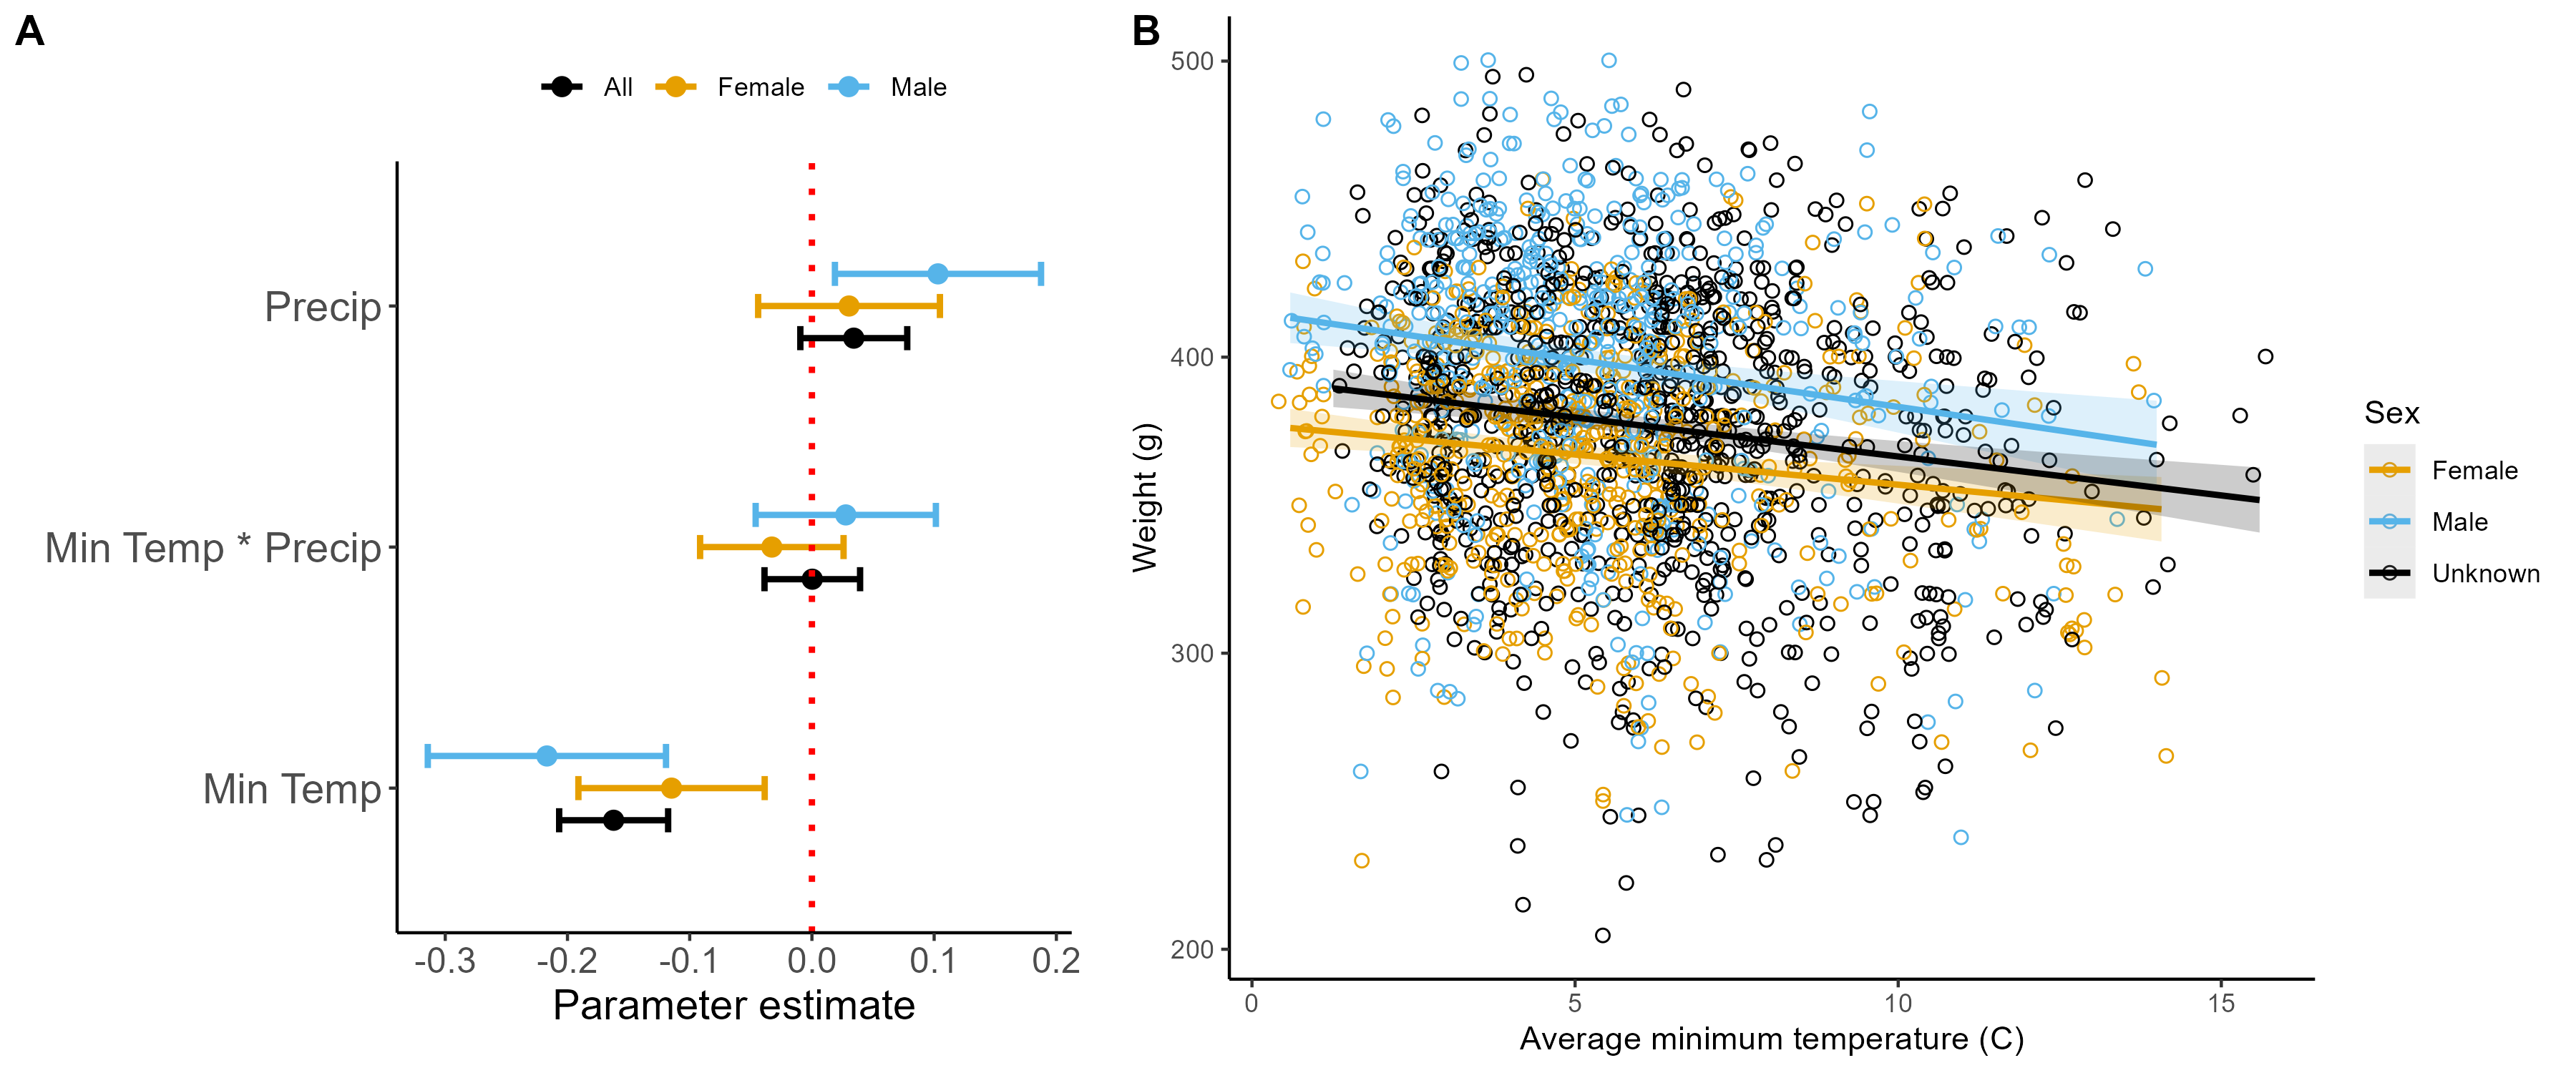 A
All Female Male
Precip
Min Temp * Precip
Min Temp
-0.3 -0.2 -0.1 0.0 0.1 0.2
Parameter estimate
B
500
400
300
200
Weight (g)
0 5 10 15
Average minimum temperature (C)
Sex
Female
Male
Unknown